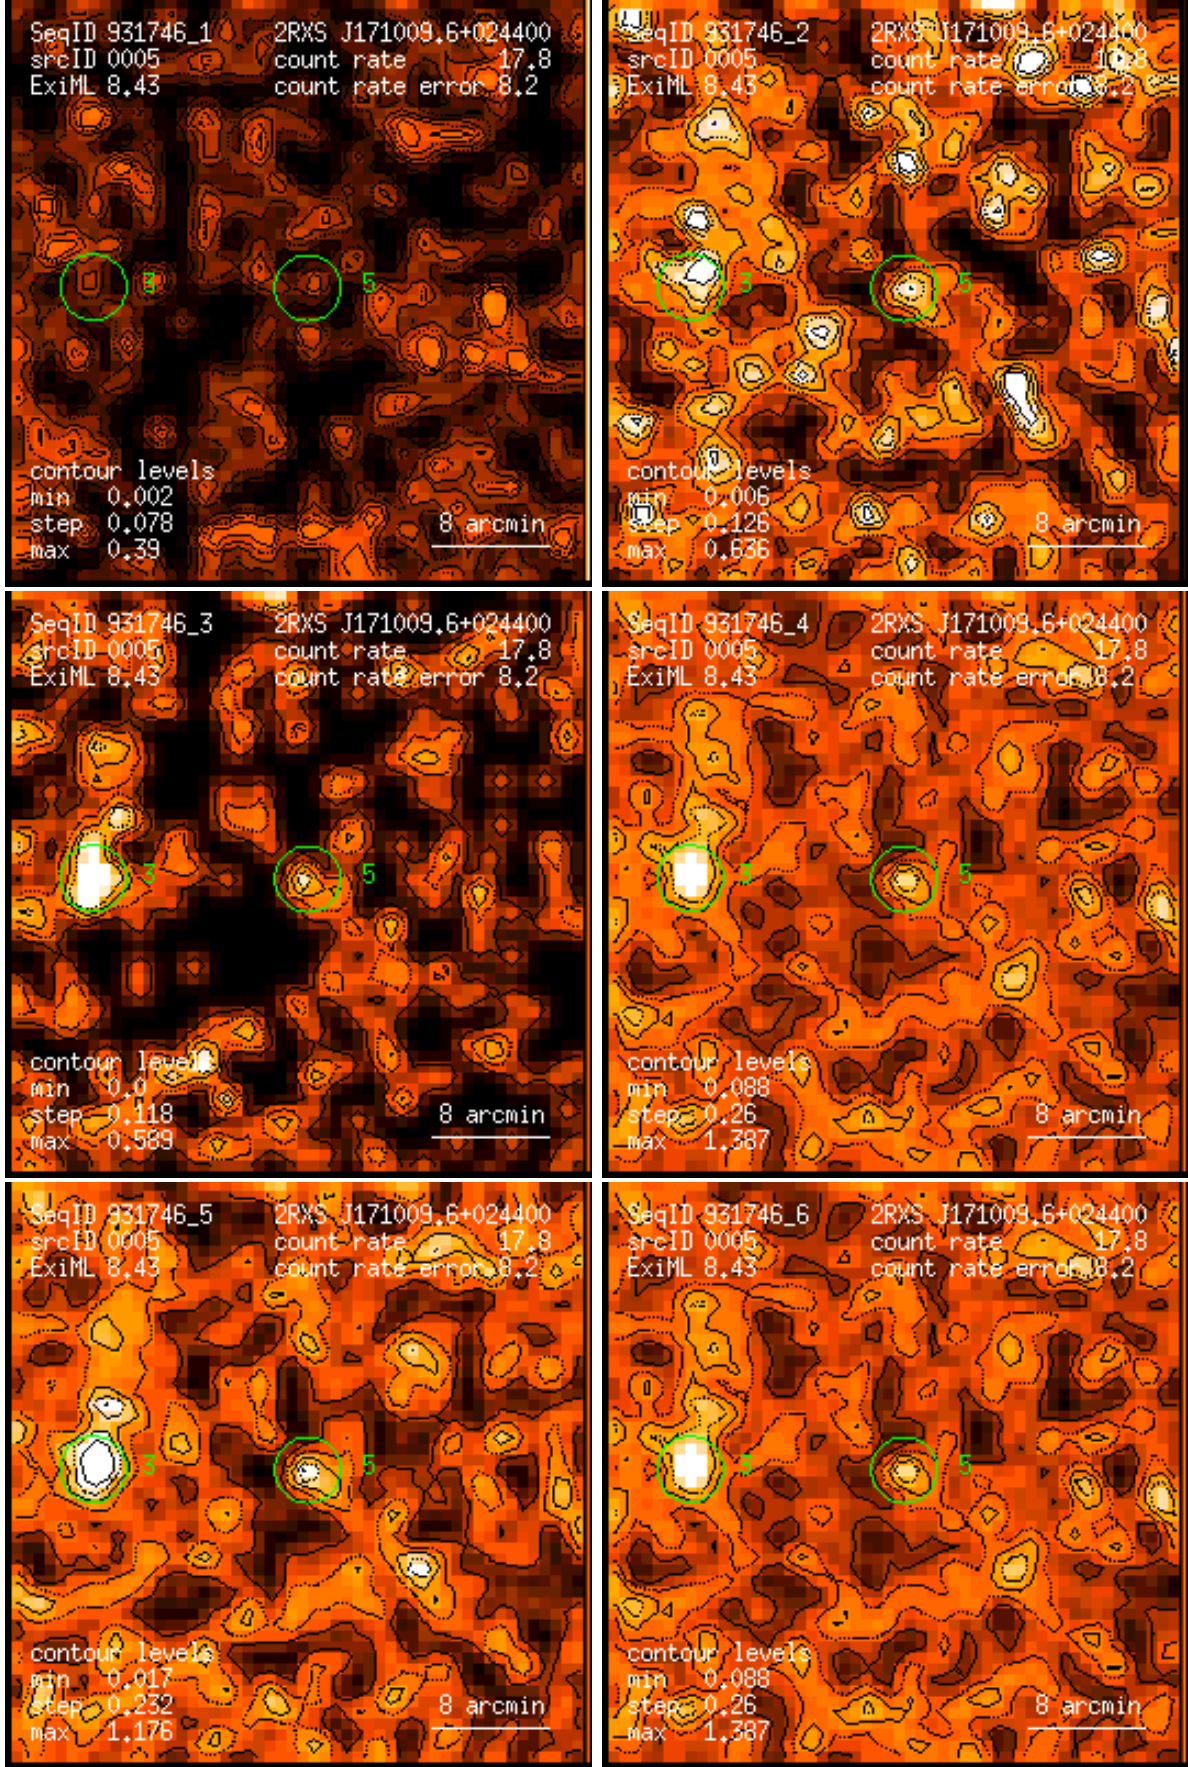 SeqID 931746_1 2RXS J171009.6+024400
srcID 0005 count rate 17.8
ExiML 8.43 count rate error 8.2
3 5
contour levels
min 0.002
step 0.078 8 arcmin
max 0.39
SeqID 931746_2 2RXS J171009.6+024400
srcID 0005 count rate 17.8
ExiML 8.43 count rate error 8.2
3 5
contour levels
min 0.006
step 0.126 8 arcmin
max 0.636
SeqID 931746_3 2RXS J171009.6+024400
srcID 0005 count rate 17.8
ExiML 8.43 count rate error 8.2
3 5
contour levels
min 0.0
step 0.118 8 arcmin
max 0.589
SeqID 931746_4 2RXS J171009.6+024400
srcID 0005 count rate 17.8
ExiML 8.43 count rate error 8.2
3 5
contour levels
min 0.088
step 0.26 8 arcmin
max 1.387
SeqID 931746_5 2RXS J171009.6+024400
srcID 0005 count rate 17.8
ExiML 8.43 count rate error 8.2
3 5
contour levels
min 0.017
step 0.232 8 arcmin
max 1.176
SeqID 931746_6 2RXS J171009.6+024400
srcID 0005 count rate 17.8
ExiML 8.43 count rate error 8.2
3 5
contour levels
min 0.088
step 0.26 8 arcmin
max 1.387